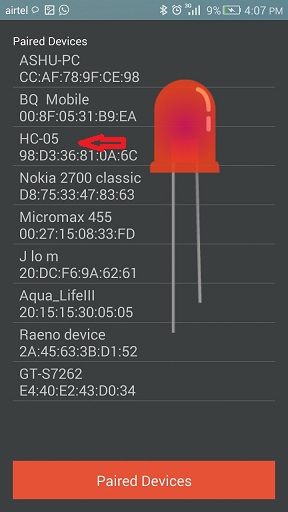 airtel 3G 9% 4:07 PM
Paired Devices
ASHU-PC
CC:AF:78:9F:CE:98
BQ Mobile
00:8F:05:31:B9:EA
HC-05
98:D3:36:81:0A:6C
Nokia 2700 classic
D8:75:33:47:83:63
Micromax 455
00:27:15:08:33:FD
J lo m
20:DC:F6:9A:62:61
Aqua_LifeIII
20:15:15:30:05:05
Raeno device
2A:45:63:3B:D1:52
GT-S7262
E4:40:E2:43:D0:34
Paired Devices